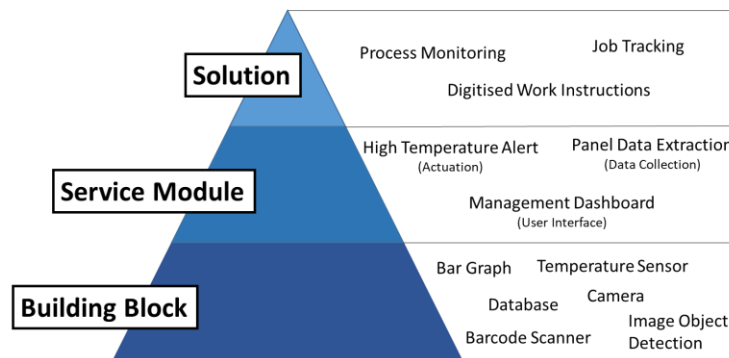 Process Monitoring
Job Tracking
Solution
Digitised Work Instructions
High Temperature Alert
(Actuation)
Panel Data Extraction
(Data Collection)
Service Module
Management Dashboard
(User Interface)
Bar Graph
Temperature Sensor
Building Block
Database
Camera
Barcode Scanner
Image Object
Detection